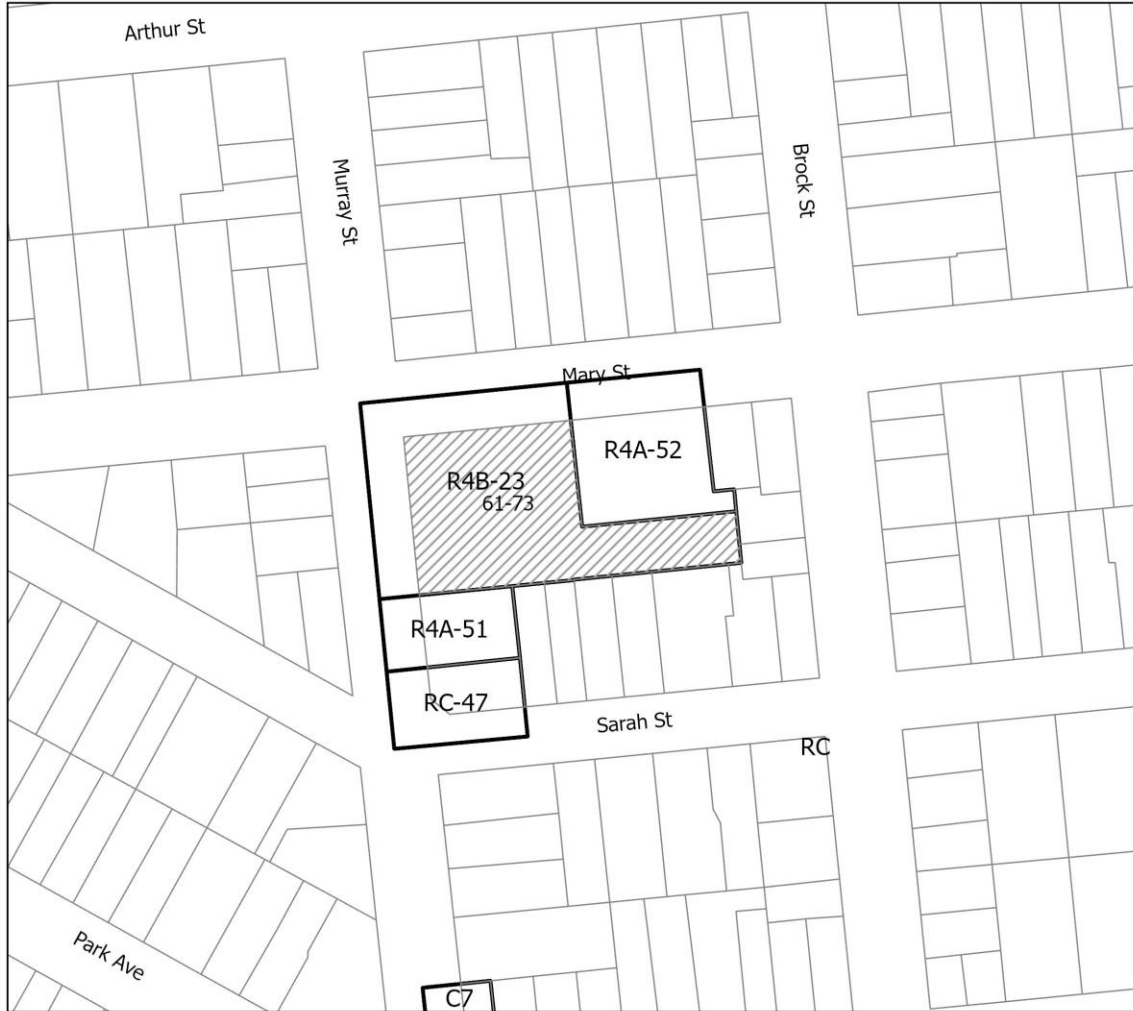 Arthur St
Murray St
Brock St
Mary St
R4A-52
R4B-23
61-73
R4A-51
RC-47
Sarah St
RC
Park Ave
C7